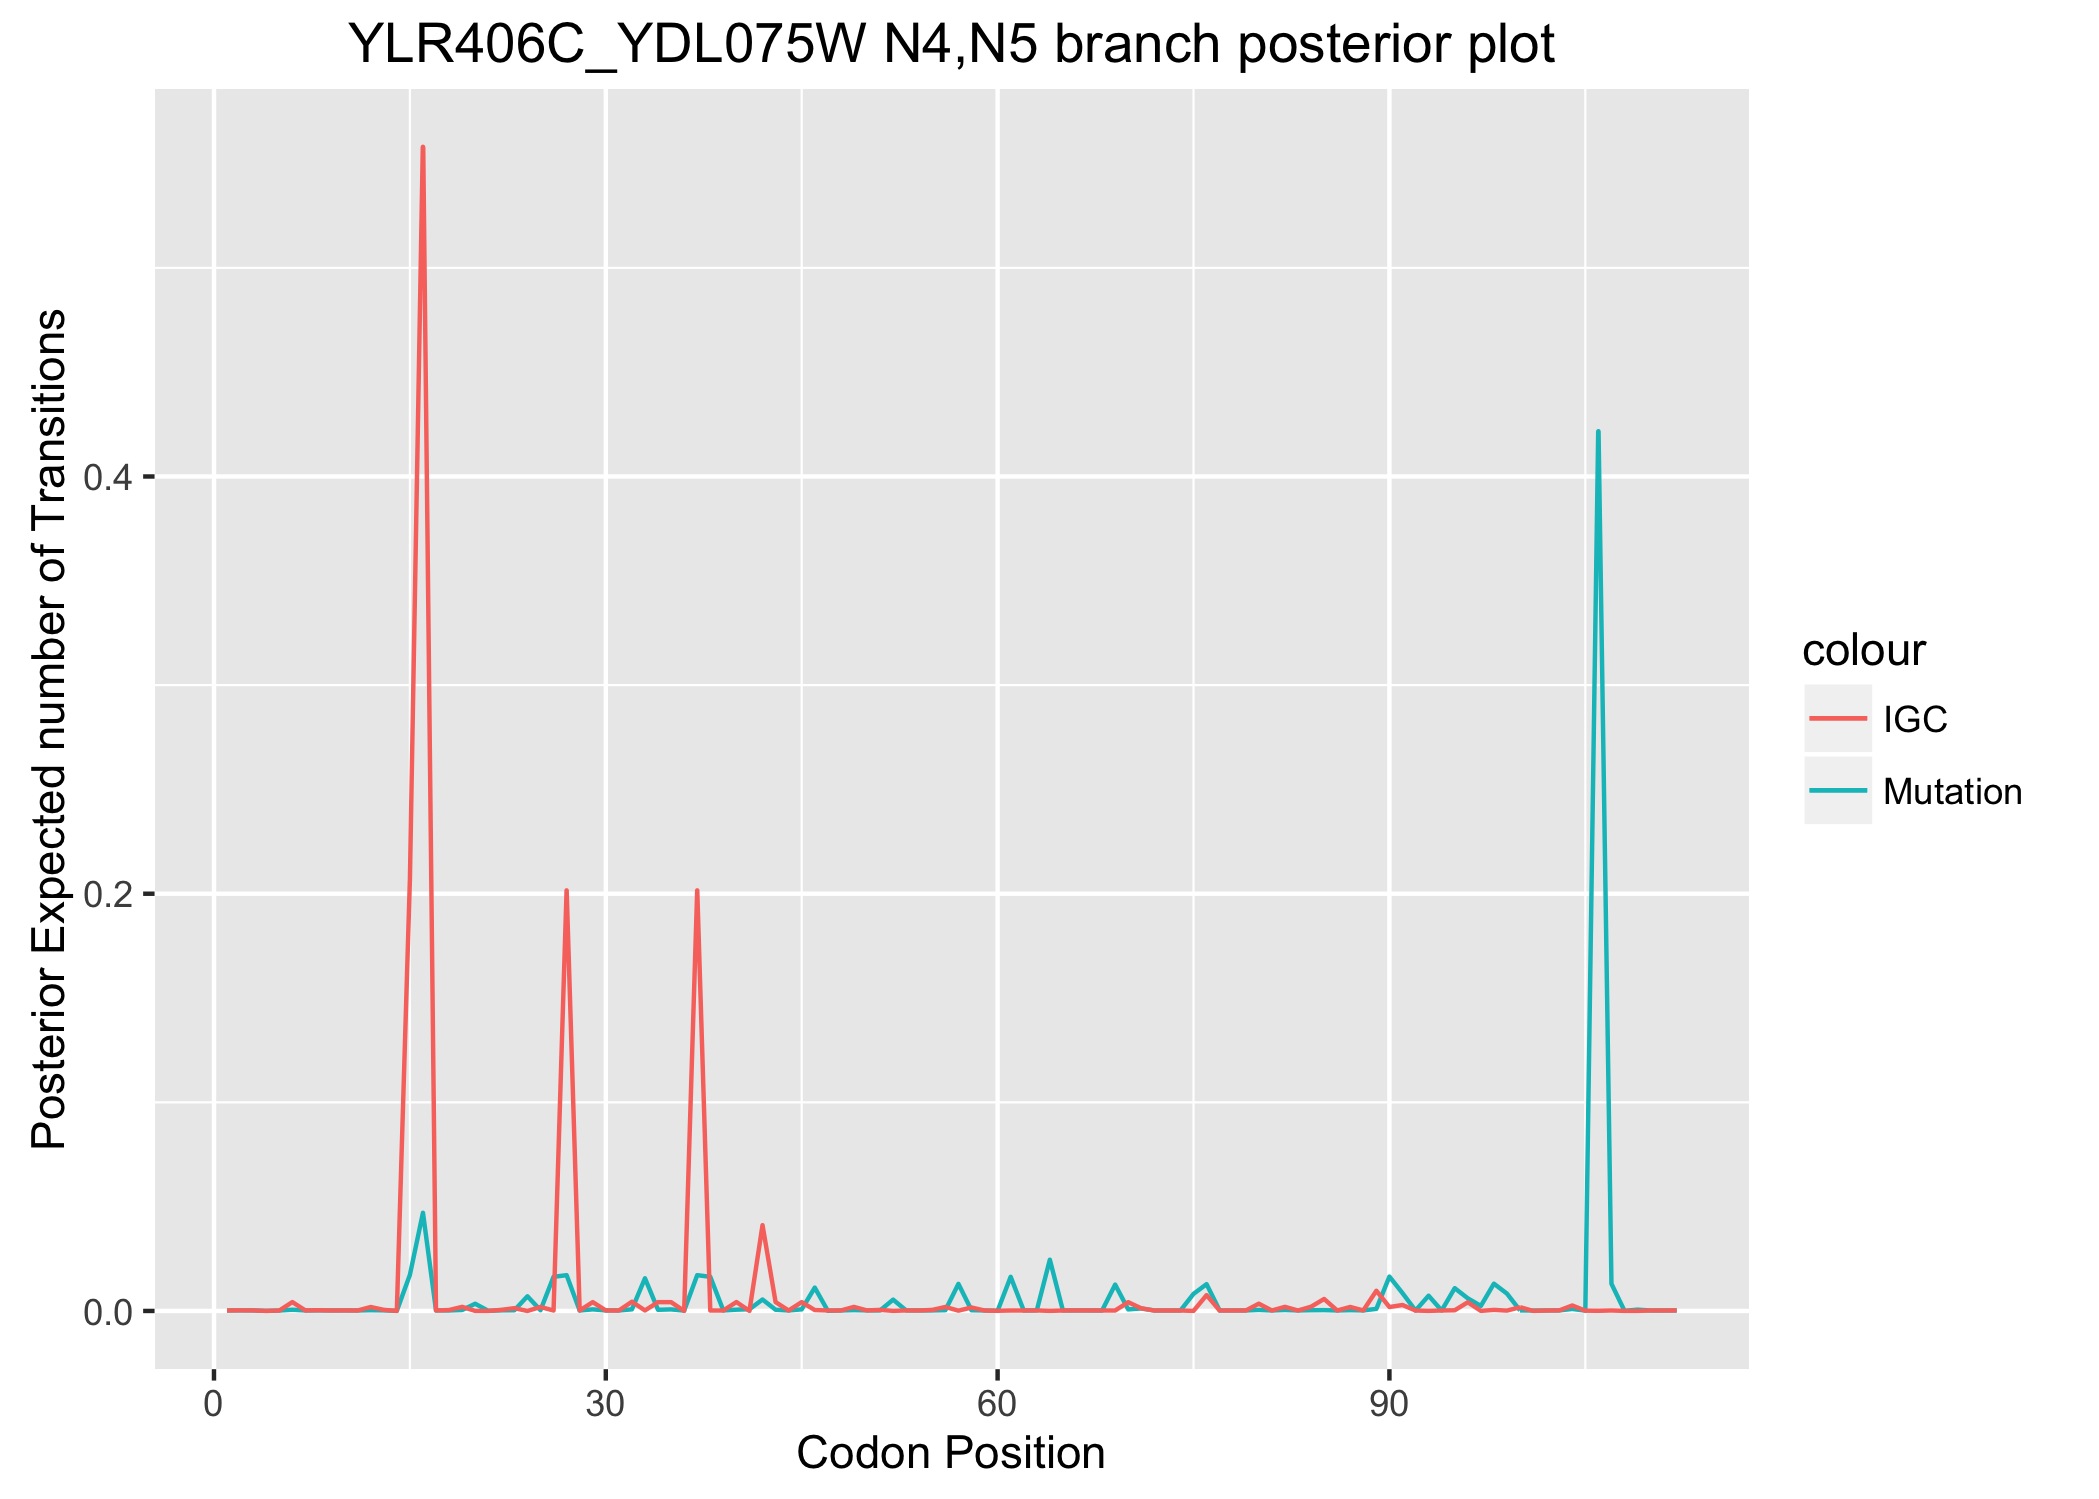 YLR406C_YDL075W N4,N5 branch posterior plot
Posterior Expected number of Transitions
0.4
0.2
0.0
0 30 60 90
Codon Position
colour
IGC
Mutation